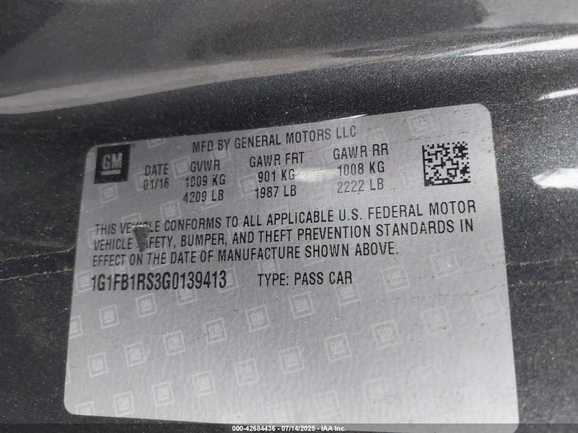 MFD BY GENERAL MOTORS LLC
GM
DATE GVWR GAWR FRT GAWR RR
01/16 1909 KG 901 KG 1008 KG
4209 LB 1987 LB 2222 LB
THIS VEHICLE CONFORMS TO ALL APPLICABLE U.S. FEDERAL MOTOR
VEHICLE SAFETY, BUMPER, AND THEFT PREVENTION STANDARDS IN
EFFECT ON THE DATE OF MANUFACTURE SHOWN ABOVE.
1G1FB1RS3G0139413 TYPE: PASS CAR
000-42684436 - 07/14/2025 - IAA Inc.